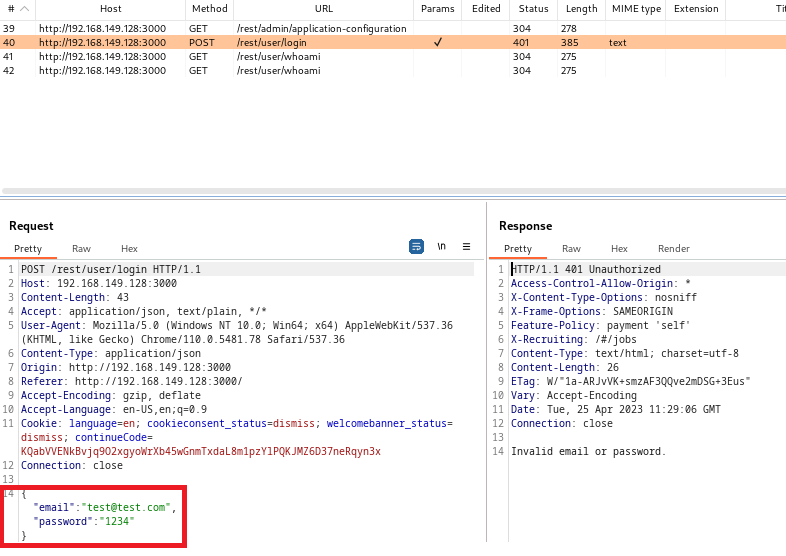 # Host Method URL Params Edited Status Length MIME type Extension Tit
39 http://192.168.149.128:3000 GET /rest/admin/application-configuration 304 278
40 http://192.168.149.128:3000 POST /rest/user/login ✓ 401 385 text
41 http://192.168.149.128:3000 GET /rest/user/whoami 304 275
42 http://192.168.149.128:3000 GET /rest/user/whoami 304 275
Request
Pretty Raw Hex \n
1 POST /rest/user/login HTTP/1.1
2 Host: 192.168.149.128:3000
3 Content-Length: 43
4 Accept: application/json, text/plain, */*
5 User-Agent: Mozilla/5.0 (Windows NT 10.0; Win64; x64) AppleWebKit/537.36
(KHTML, like Gecko) Chrome/110.0.5481.78 Safari/537.36
6 Content-Type: application/json
7 Origin: http://192.168.149.128:3000
8 Referer: http://192.168.149.128:3000/
9 Accept-Encoding: gzip, deflate
10 Accept-Language: en-US,en;q=0.9
11 Cookie: language=en; cookieconsent_status=dismiss; welcomebanner_status=
dismiss; continueCode=
KQabVVENkBvjq9O2xgyoWrXb45wGnmTxdaL8m1pzYlPQKJMZ6D37neRqyn3x
12 Connection: close
13
14 {
"email":"test@test.com",
"password":"1234"
}
Response
Pretty Raw Hex Render
1 HTTP/1.1 401 Unauthorized
2 Access-Control-Allow-Origin: *
3 X-Content-Type-Options: nosniff
4 X-Frame-Options: SAMEORIGIN
5 Feature-Policy: payment 'self'
6 X-Recruiting: /#/jobs
7 Content-Type: text/html; charset=utf-8
8 Content-Length: 26
9 ETag: W/"1a-ARJvVK+smzAF3QQve2mDSG+3Eus"
10 Vary: Accept-Encoding
11 Date: Tue, 25 Apr 2023 11:29:06 GMT
12 Connection: close
13
14 Invalid email or password.